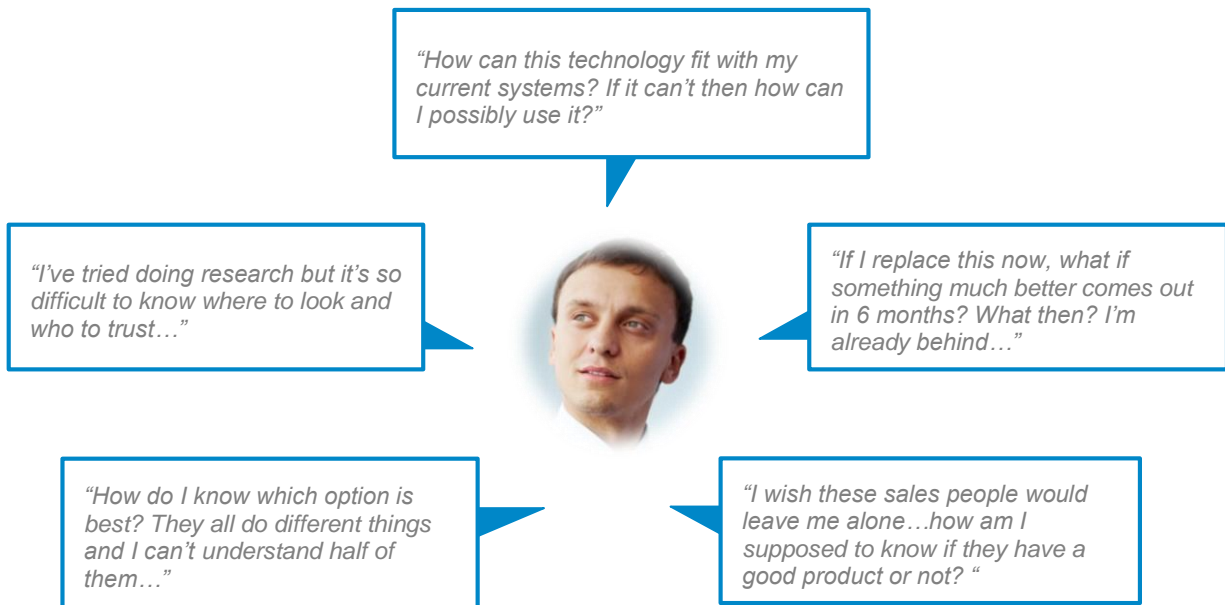 “How can this technology fit with my
current systems? If it can’t then how can
I possibly use it?”
“I’ve tried doing research but it’s so
difficult to know where to look and
who to trust…”
“If I replace this now, what if
something much better comes out
in 6 months? What then? I’m
already behind…”
“How do I know which option is
best? They all do different things
and I can’t understand half of
them…”
“I wish these sales people would
leave me alone…how am I
supposed to know if they have a
good product or not? “